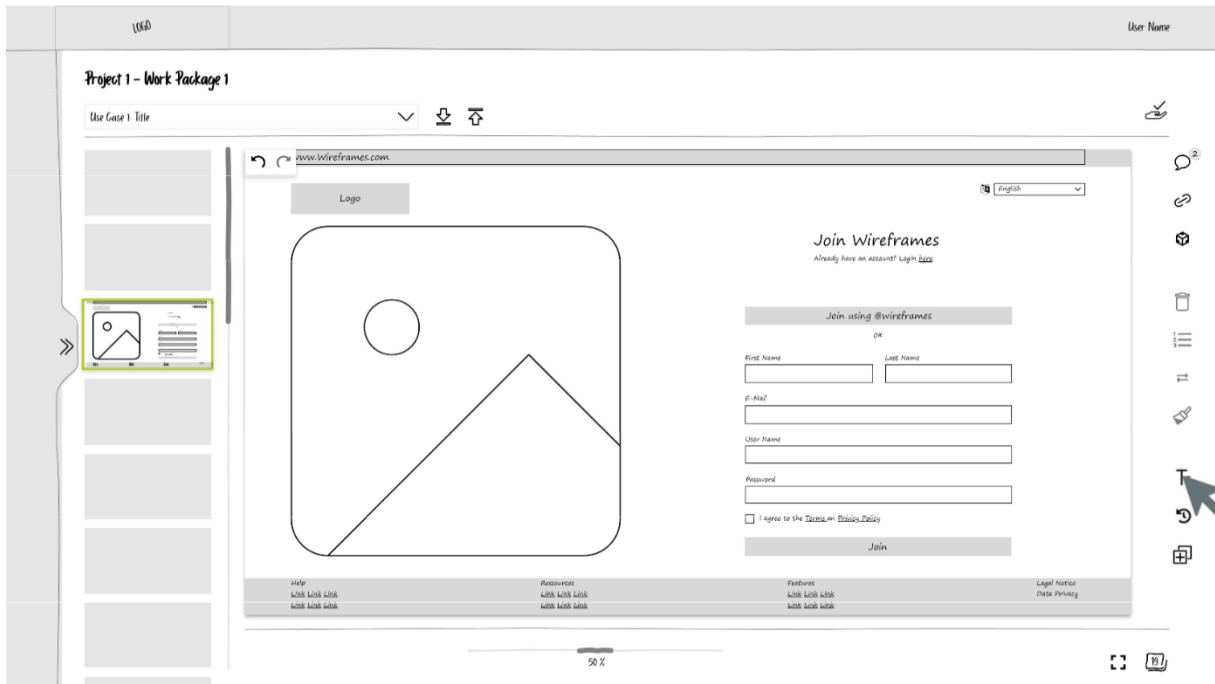 LOGO
User Name
Project 1 - Work Package 1
Use Case 1: Title
www.Wireframes.com
2
Logo
English
Join Wireframes
Already have an account? Login here
Join using @wireframes
OR
First Name
Last Name
E-Mail
User Name
Password
I agree to the Terms an Privicy Policy
Join
Help
Link Link Link
Link Link Link
Ressources
Link Link Link
Link Link Link
Features
Link Link Link
Link Link Link
Legal Notice
Data Privacy
T
50 %
19